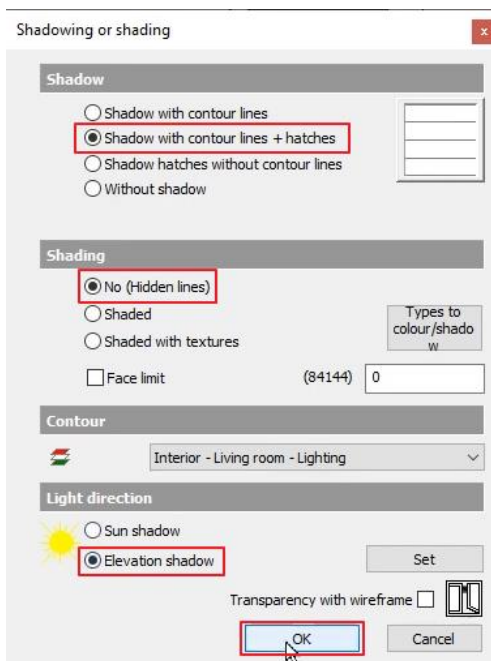 Shadowing or shading
x
Shadow
Shadow with contour lines
Shadow with contour lines + hatches
Shadow hatches without contour lines
Without shadow
Shading
No (Hidden lines)
Shaded
Shaded with textures
Types to
colour/shado
w
Face limit (84144) 0
Contour
Interior - Living room - Lighting
Light direction
Sun shadow
Elevation shadow
Set
Transparency with wireframe
OK Cancel